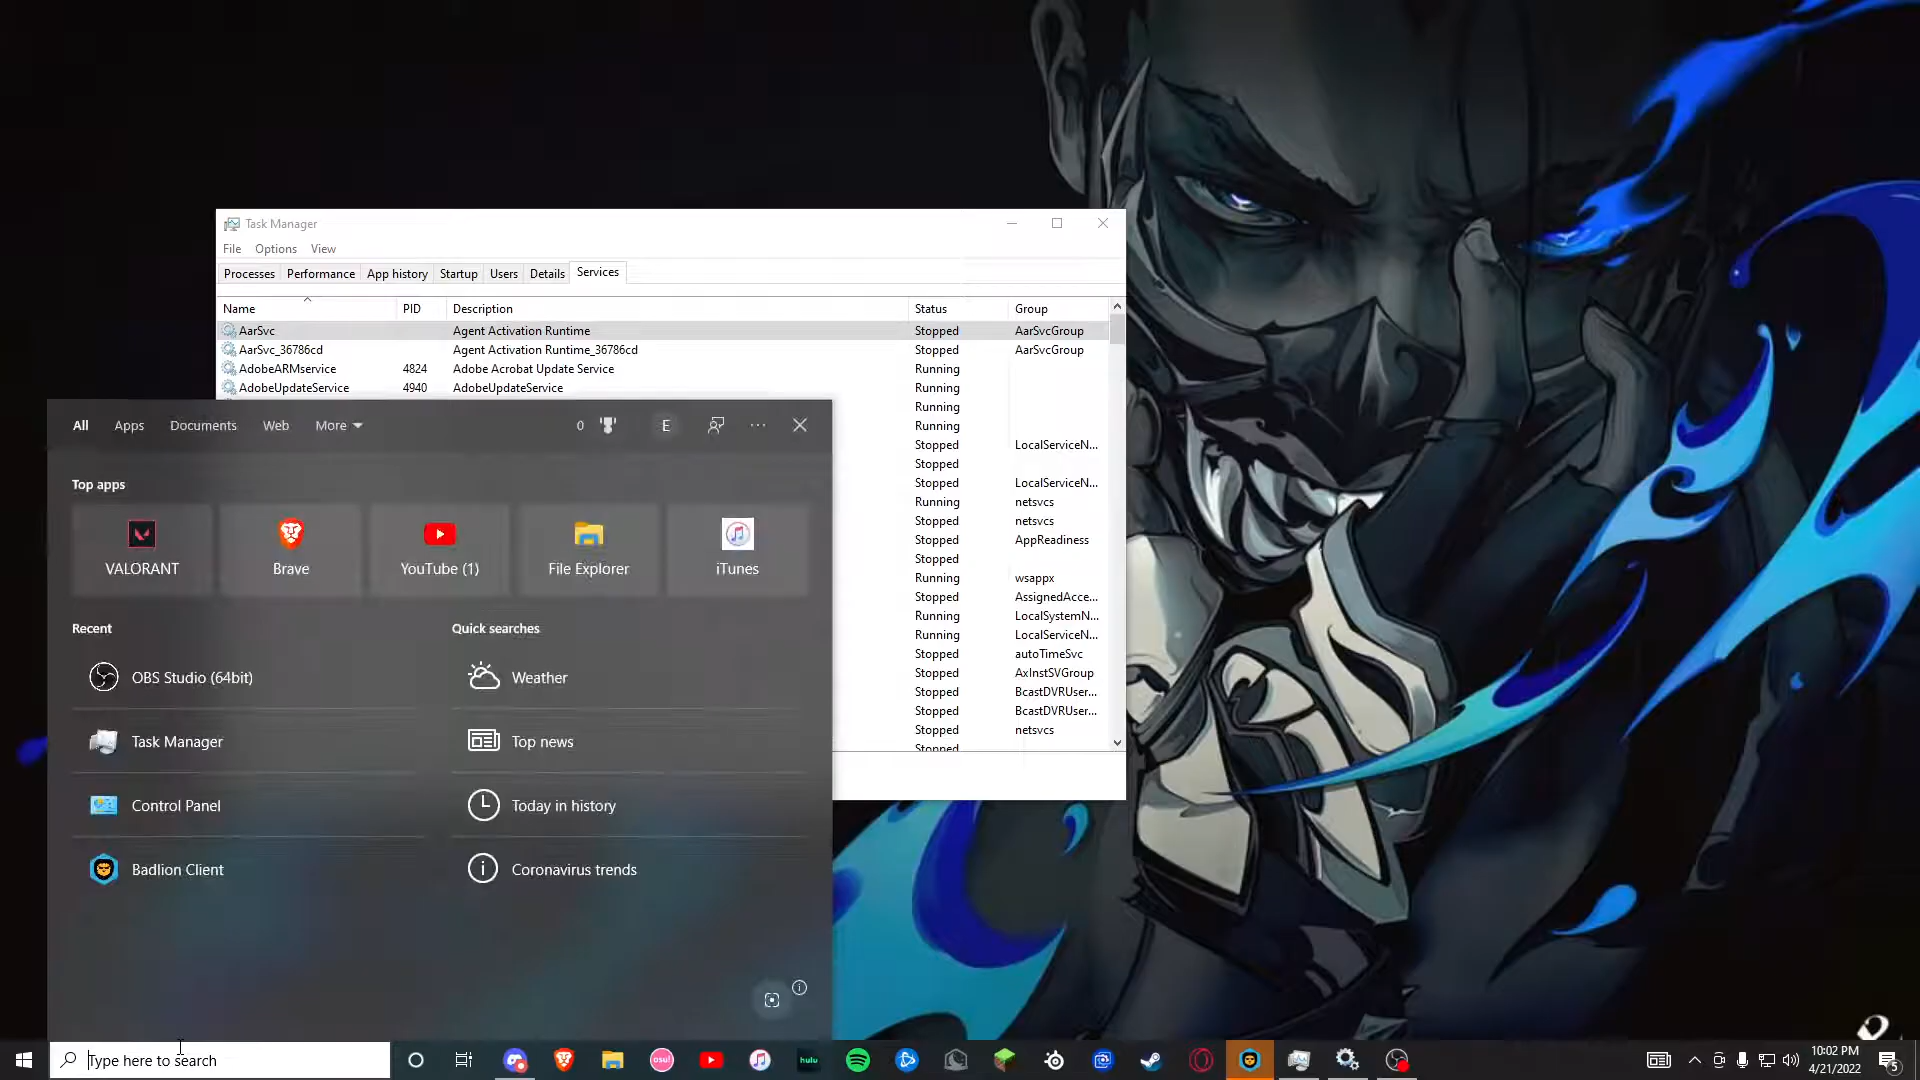 Task Manager
File Options View
Processes Performance App history Startup Users Details Services
Name PID Description Status Group
AarSvc Agent Activation Runtime Stopped AarSvcGroup
AarSvc_36786cd Agent Activation Runtime_36786cd Stopped AarSvcGroup
AdobeARMservice 4824 Adobe Acrobat Update Service Running
AdobeUpdateService 4940 AdobeUpdateService Running
Running
Running
Stopped LocalServiceN...
Stopped
Stopped LocalServiceN...
Running netsvcs
Stopped netsvcs
Stopped AppReadiness
Stopped
Running wsappx
Stopped AssignedAcce...
Running LocalSystemN...
Running LocalServiceN...
Stopped autoTimeSvc
Stopped AxInstSVGroup
Stopped BcastDVRUser...
Stopped BcastDVRUser...
Stopped netsvcs
Stopped
All Apps Documents Web More 0 E ...
Top apps
VALORANT Brave YouTube (1) File Explorer iTunes
Recent Quick searches
OBS Studio (64bit) Weather
Task Manager Top news
Control Panel Today in history
Badlion Client Coronavirus trends
Type here to search
osu!
hulu
10:02 PM
4/21/2022
5